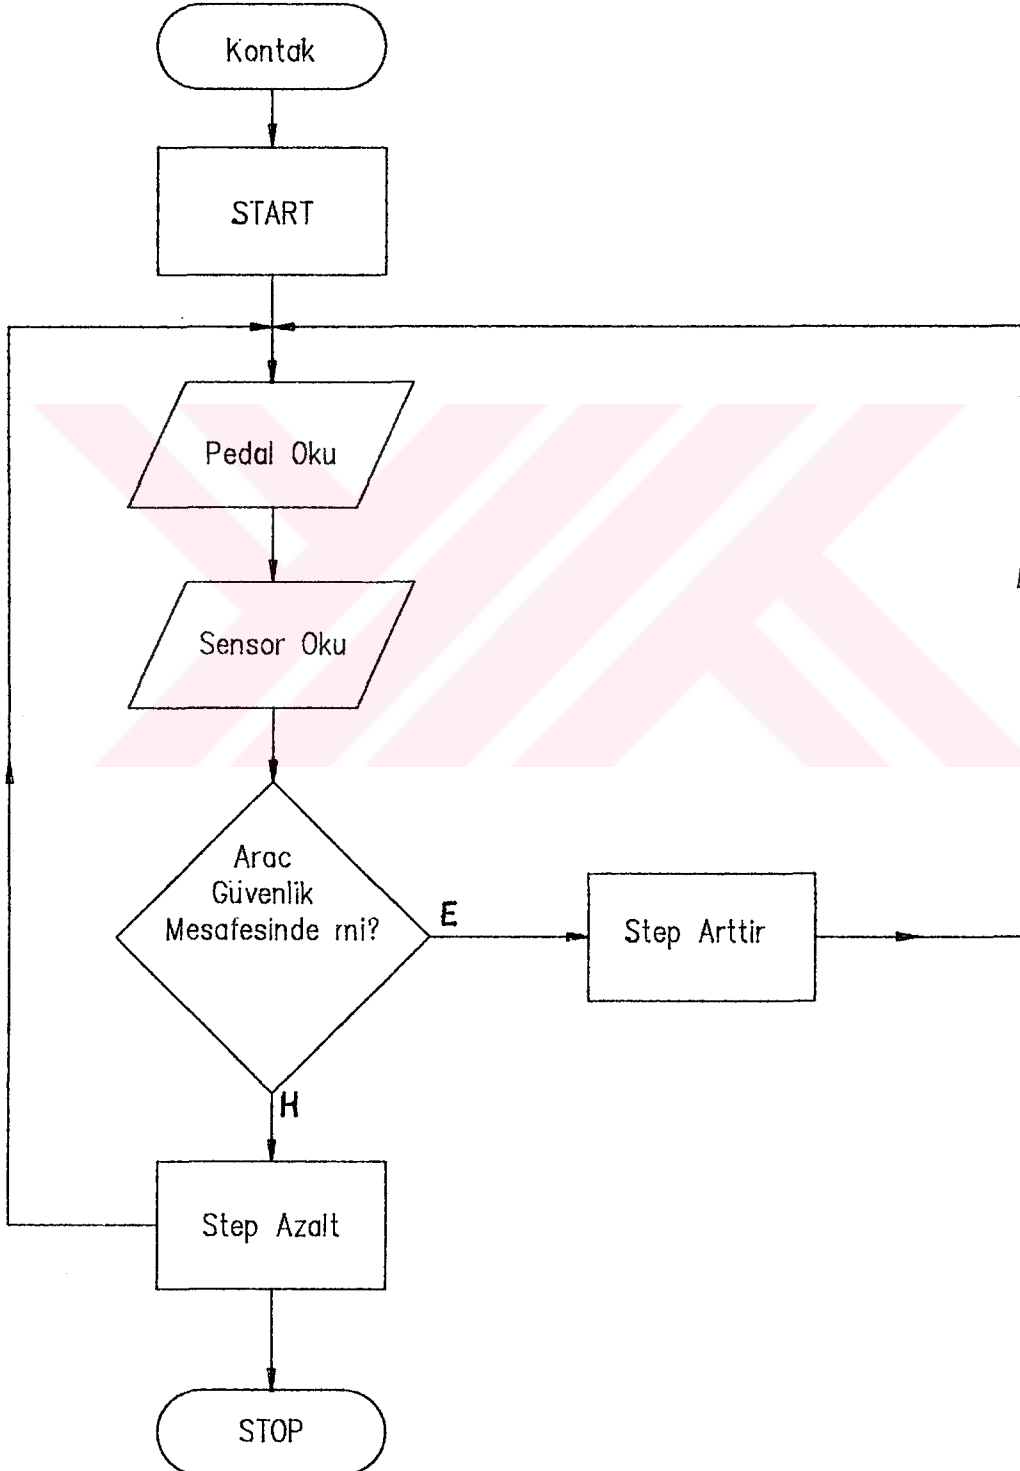 Kontak
START
Pedal Oku
Sensor Oku
Arac
Güvenlik
Mesafesinde mi?
E
Step Arttir
H
Step Azalt
STOP